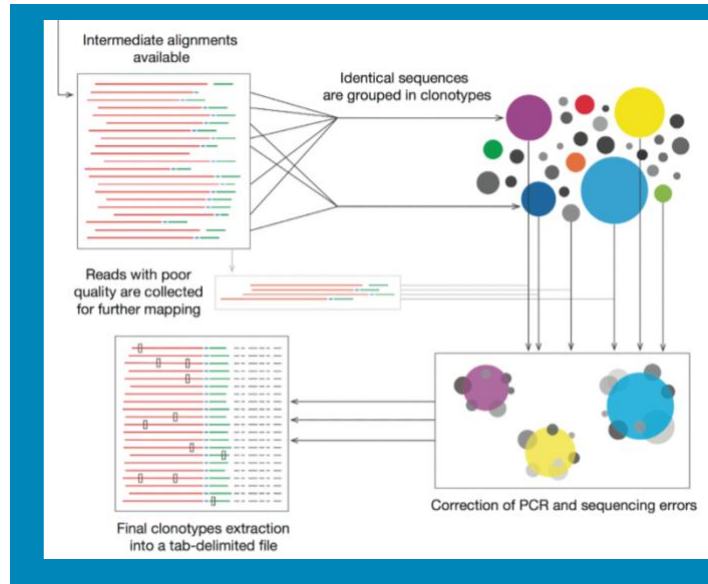 Intermediate alignments
available
Identical sequences
are grouped in clonotypes
Reads with poor
quality are collected
for further mapping
Correction of PCR and sequencing errors
Final clonotypes extraction
into a tab-delimited file